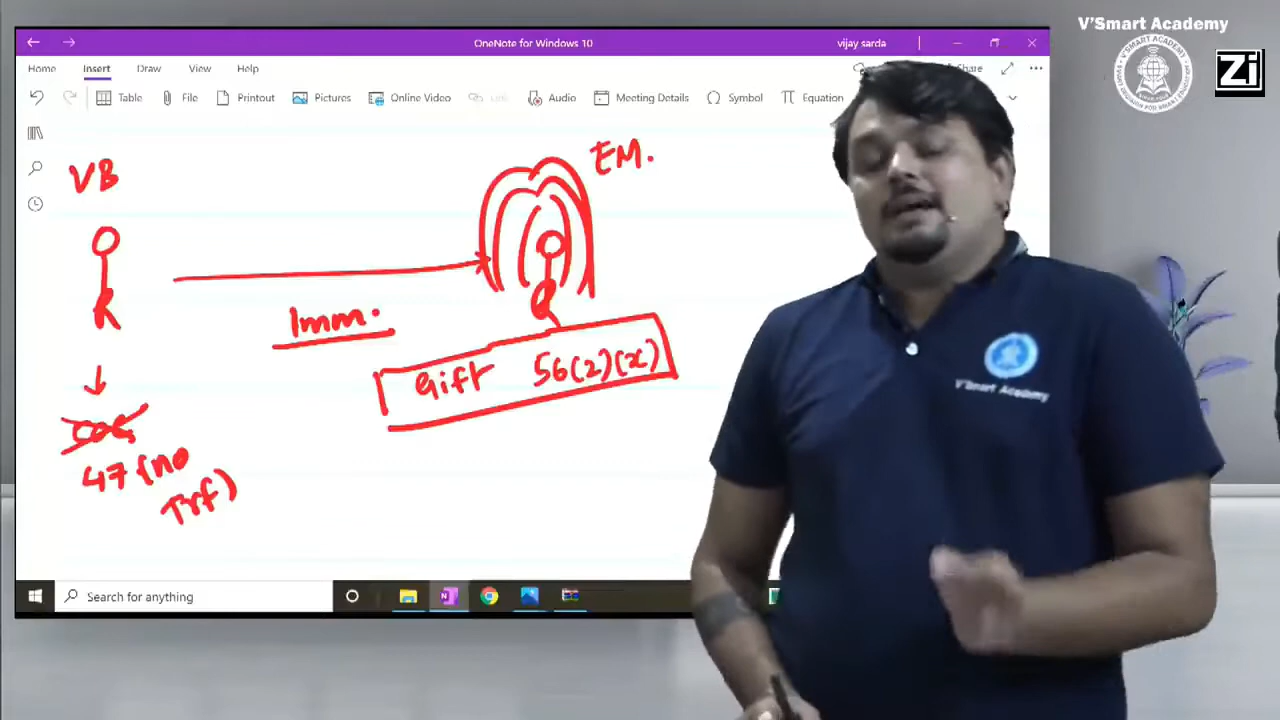 V'Smart Academy
OneNote for Windows 10
vijay sarda
Home Insert Draw View Help
Share
Table File Printout Pictures Online Video Link Audio Meeting Details Symbol Equation
VB
EM.
Imm.
Gift 56(2)(x)
47 (no
Trf)
Zi
V'Smart Academy
Search for anything